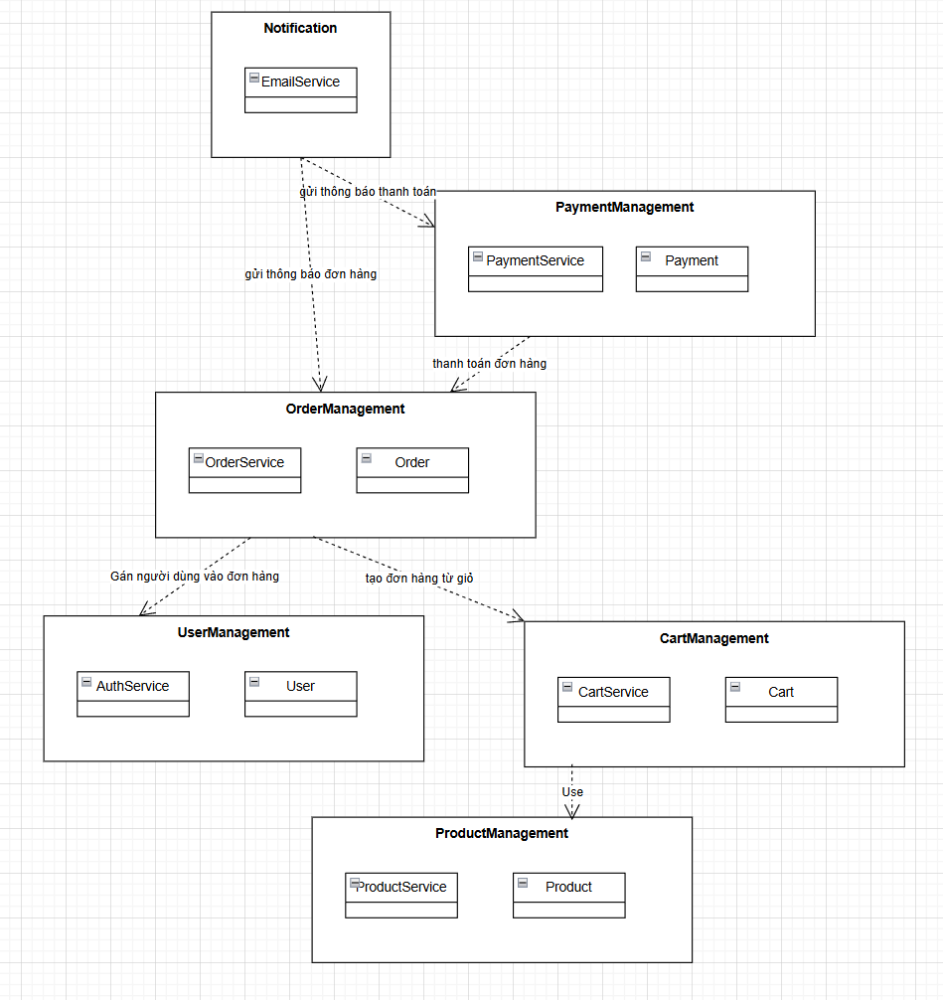 Notification
EmailService
gửi thông báo thanh toán
PaymentManagement
PaymentService
Payment
gửi thông báo đơn hàng
thanh toán đơn hàng
OrderManagement
OrderService
Order
Gán người dùng vào đơn hàng
tạo đơn hàng từ giỏ
UserManagement
AuthService
User
CartManagement
CartService
Cart
Use
ProductManagement
ProductService
Product